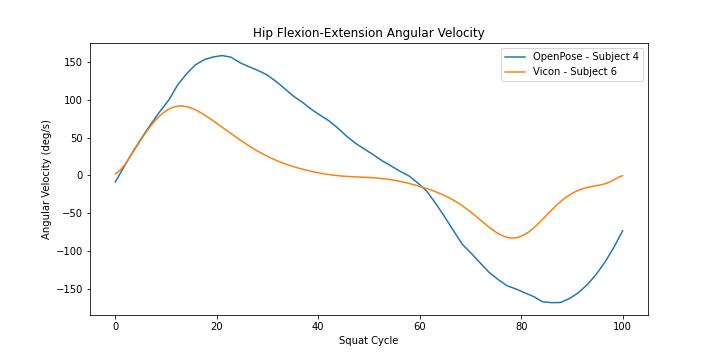 Hip Flexion-Extension Angular Velocity
OpenPose - Subject 4
Vicon - Subject 6
150
100
50
0
−50
−100
−150
Angular Velocity (deg/s)
0 20 40 60 80 100
Squat Cycle